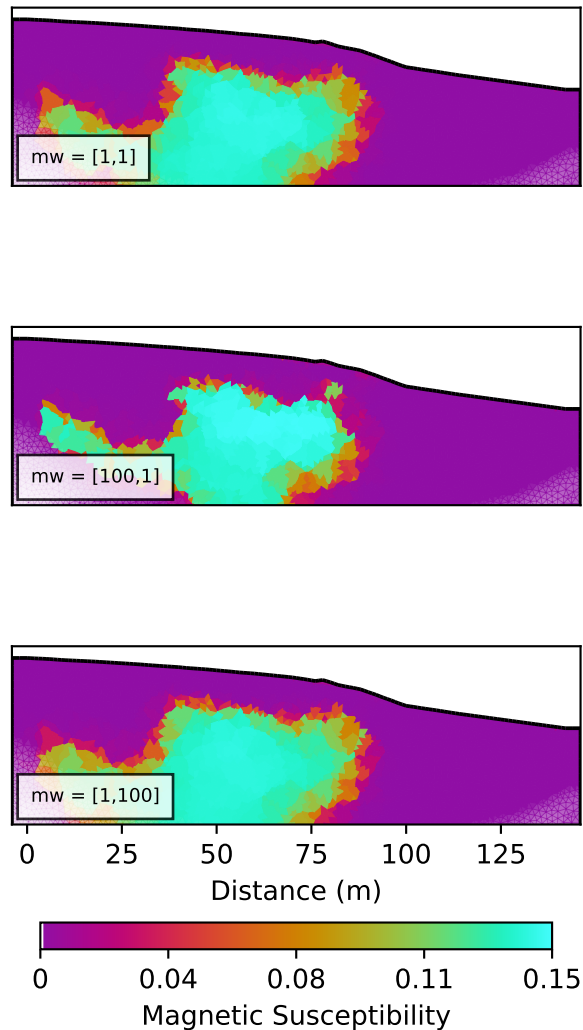 mw = [1,1]
mw = [100,1]
mw = [1,100]
0 25 50 75 100 125
Distance (m)
0 0.04 0.08 0.11 0.15
Magnetic Susceptibility